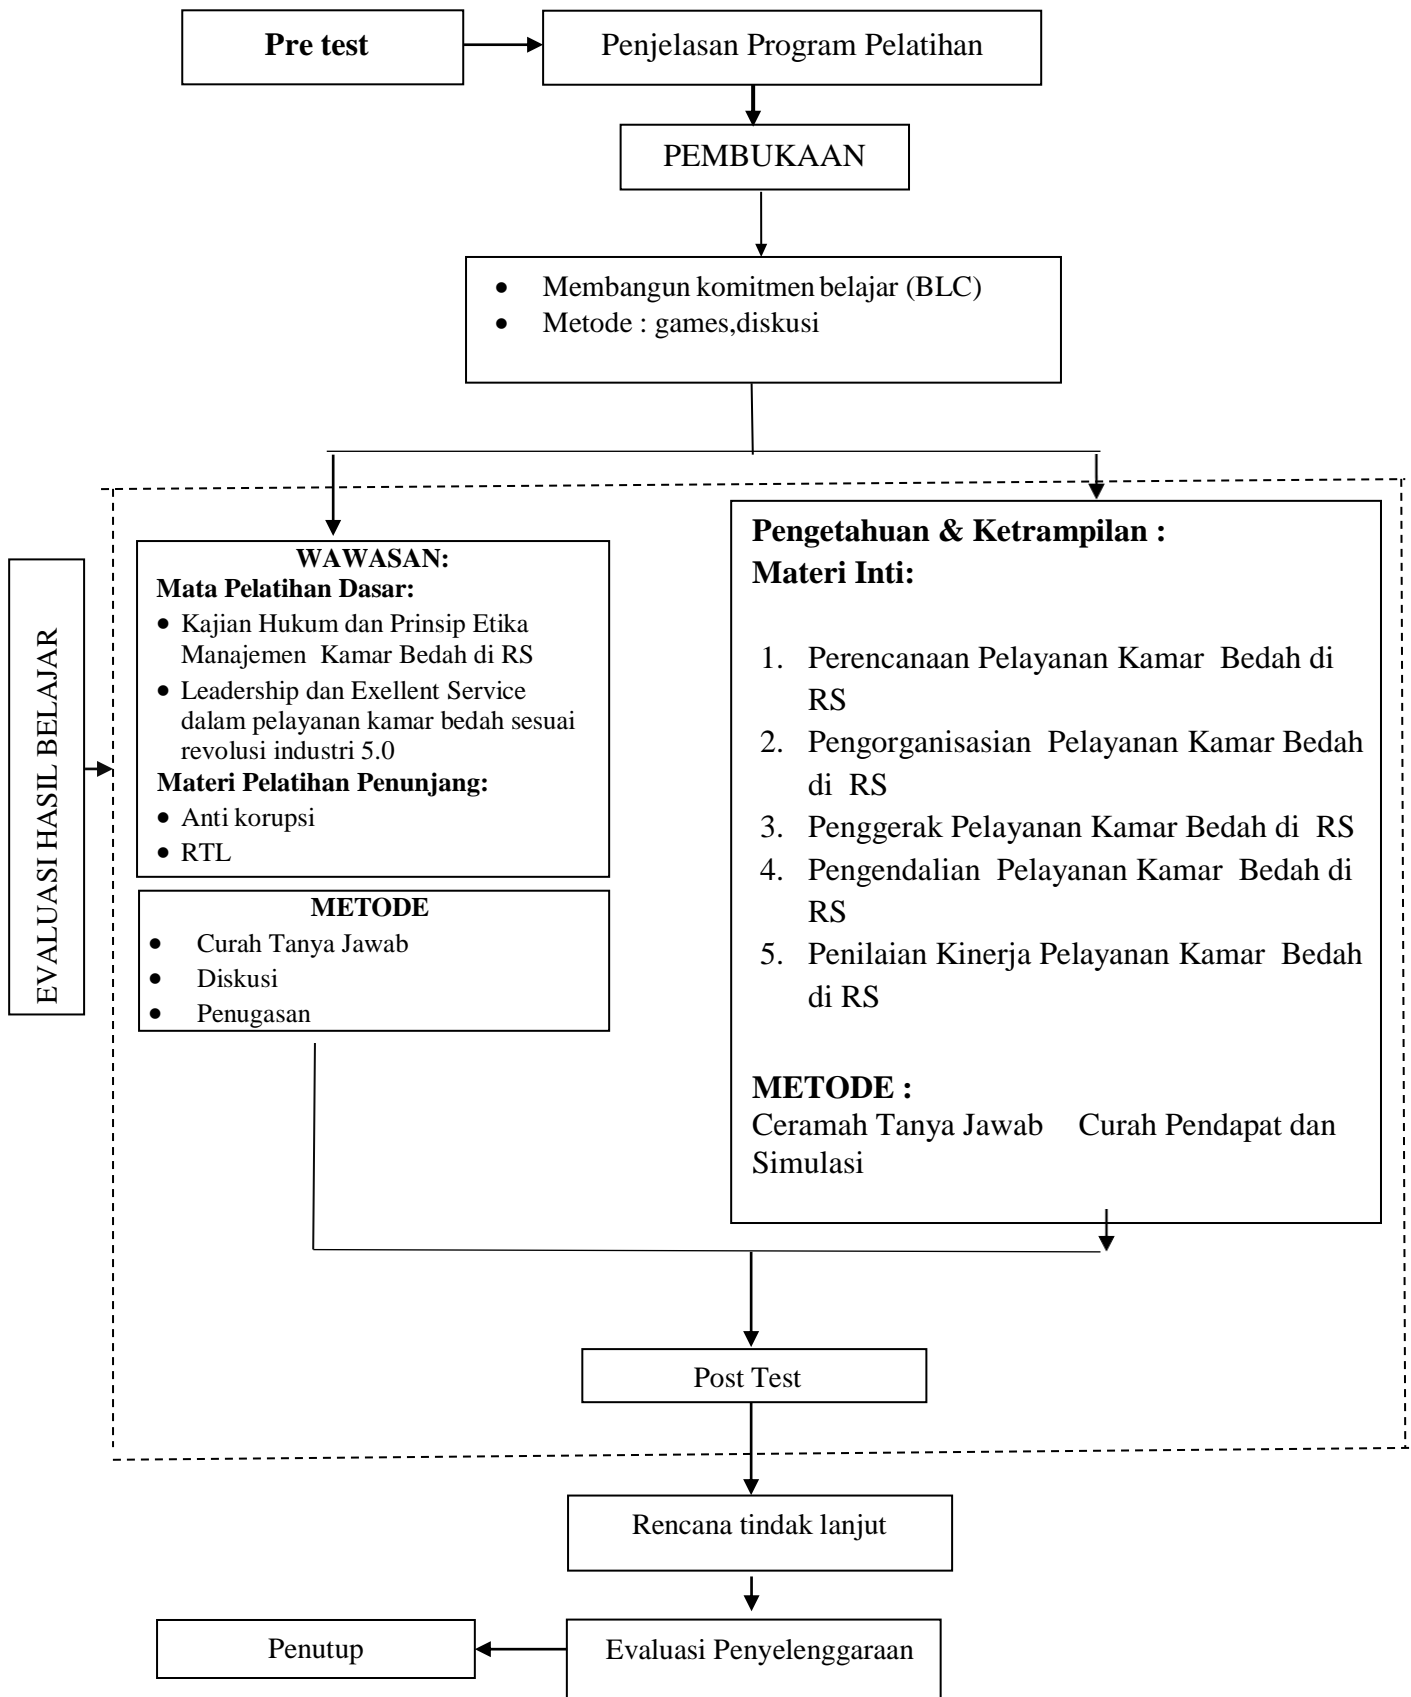 Pre test
Penjelasan Program Pelatihan
PEMBUKAAN
• Membangun komitmen belajar (BLC)
• Metode : games,diskusi
EVALUASI HASIL BELAJAR
WAWASAN:
Mata Pelatihan Dasar:
• Kajian Hukum dan Prinsip Etika
Manajemen Kamar Bedah di RS
• Leadership dan Exellent Service
dalam pelayanan kamar bedah sesuai
revolusi industri 5.0
Materi Pelatihan Penunjang:
• Anti korupsi
• RTL
METODE
• Curah Tanya Jawab
• Diskusi
• Penugasan
Pengetahuan & Ketrampilan :
Materi Inti:
1. Perencanaan Pelayanan Kamar Bedah di
RS
2. Pengorganisasian Pelayanan Kamar Bedah
di RS
3. Penggerak Pelayanan Kamar Bedah di RS
4. Pengendalian Pelayanan Kamar Bedah di
RS
5. Penilaian Kinerja Pelayanan Kamar Bedah
di RS
METODE :
Ceramah Tanya Jawab Curah Pendapat dan
Simulasi
Post Test
Rencana tindak lanjut
Evaluasi Penyelenggaraan
Penutup